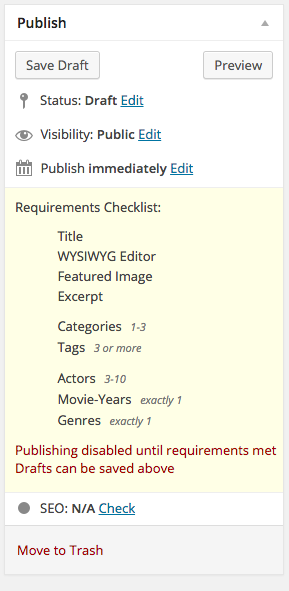 Publish
Save Draft Preview
Status: Draft Edit
Visibility: Public Edit
Publish immediately Edit
Requirements Checklist:
Title
WYSIWYG Editor
Featured Image
Excerpt
Categories 1-3
Tags 3 or more
Actors 3-10
Movie-Years exactly 1
Genres exactly 1
Publishing disabled until requirements met
Drafts can be saved above
SEO: N/A Check
Move to Trash